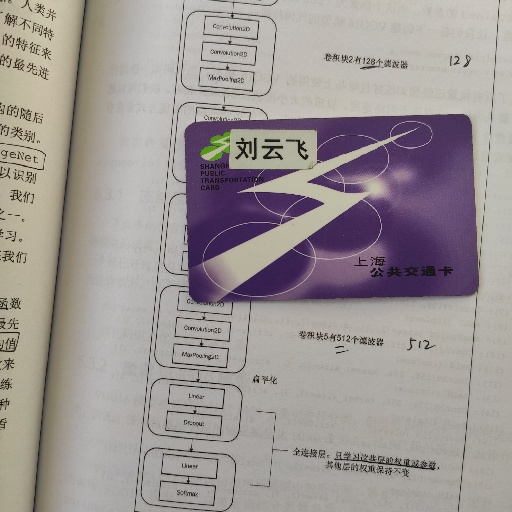 人类并
解不同特
的特征来
的最先进
的随后
的类别。
geNet
以识别
我们
之一。
学习。
我们
函数
最先
值
来
练
种
看
Convolution2D
Convolution2D
MaxPooling2D
卷积块2有128个滤波器
128
刘云飞
SHANGHAI
PUBLIC
TRANSPORTATION
CARD
上海
公共交通卡
Convolution2D
Convolution2D
MaxPooling2D
卷积块5有512个滤波器
512
扁平化
Linear
Dropout
Linear
Softmax
全连接层：只学习这些层的权重或参数，
其他层的权重保持不变